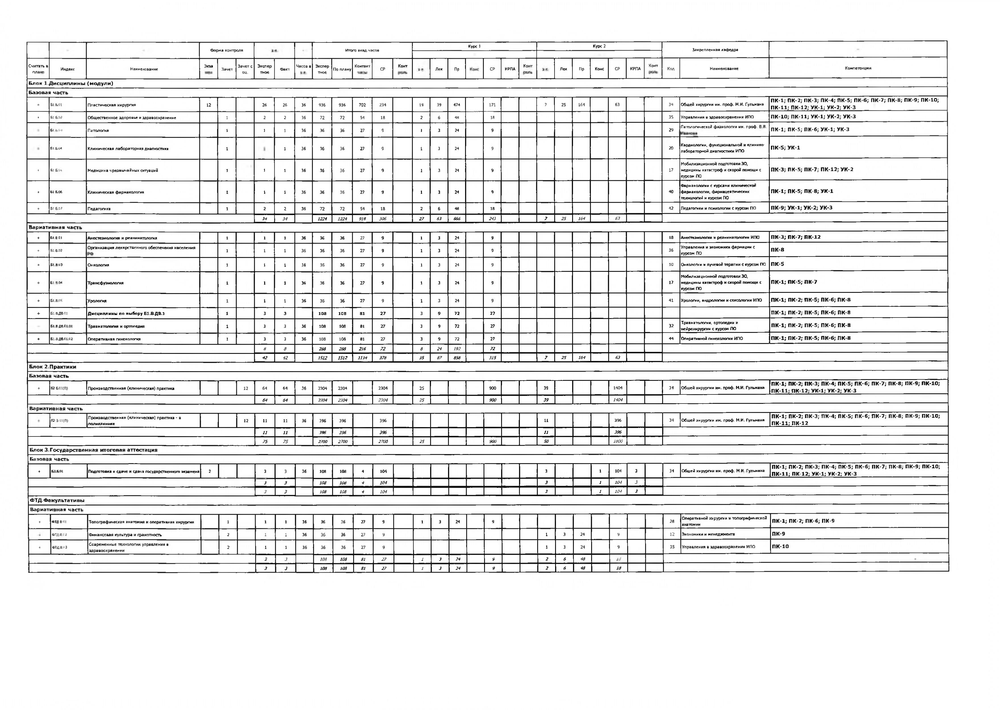 Форма контроля з.е. Итого акад.часов Курс 1 Курс 2 Закрепленная кафедра
Считать в плане Индекс Наименование Экза мен Зачет Зачет с оц. Экспер тное Факт Часов в з.е. Экспер тное По плану Контакт часы СР Конт роль з.е. Лек Пр Конс СР КРПА Конт роль з.е. Лек Пр Конс СР КРПА Конт роль Код Наименование Компетенции
Блок 1.Дисциплины (модули)
Базовая часть
+ Б1.Б.01 Пластическая хирургия 12 26 26 36 936 936 702 234 19 39 474 171 7 25 164 63 34 Общей хирургии им. проф. М.И. Гульмана ПК-1; ПК-2; ПК-3; ПК-4; ПК-5; ПК-6; ПК-7; ПК-8; ПК-9; ПК-10;
ПК-11; ПК-12; УК-1; УК-2; УК-3
+ Б1.Б.02 Общественное здоровье и здравоохранение 1 2 2 36 72 72 54 18 2 6 48 18 35 Управления в здравоохранении ИПО ПК-10; ПК-11; УК-1; УК-2; УК-3
Патология 1 1 1 36 36 36 27 9 1 3 24 9 29 Патологической физиологии им. проф. В.В.
Иванова
ПК-1; ПК-5; ПК-6; УК-1; УК-3
Б1.Б.04 Клиническая лабораторная диагностика 1 1 36 36 36 27 9 1 3 24 9 20 Кардиологии, функциональной и клинико-
лабораторной диагностики ИПО
ПК-5; УК-1
+ Б1.Б.05 Медицина чрезвычайных ситуаций 1 1 1 36 36 36 27 9 1 3 24 9 17 Мобилизационной подготовки ЗО,
медицины катастроф и скорой помощи с
курсом ПО
ПК-3; ПК-5; ПК-7; ПК-12; УК-2
+ Б1.Б.06 Клиническая фармакология 1 1 1 36 36 36 27 9 1 3 24 9 40 Фармакологии с курсами клинической
фармакологии, фармацевтических
технологий и курсом ПО
ПК-1; ПК-5; ПК-8; УК-1
+ Б1.Б.07 Педагогика 1 2 2 36 72 72 54 18 2 6 48 18 42 Педагогики и психологии с курсом ПО ПК-9; УК-1; УК-2; УК-3
34 34 1224 1224 918 306 27 63 666 243 7 25 164 63
Вариативная часть
+ Б1.В.01 Анестезиология и реаниматология 1 1 1 36 36 36 27 9 1 3 24 9 18 Анестезиологии и реаниматологии ИПО ПК-3; ПК-7; ПК-12
+ Б1.В.02 Организация лекарственного обеспечения населения
РФ
1 1 1 36 36 36 27 9 1 3 24 9 36 Управления и экономики фармации с
курсом ПО
ПК-8
+ Б1.В.03 Онкология 1 1 1 36 36 36 27 9 1 3 24 9 10 Онкологии и лучевой терапии с курсом ПО ПК-5
+ Б1.В.04 Трансфузиология 1 1 1 36 36 36 27 9 1 3 24 9 17 Мобилизационной подготовки ЗО,
медицины катастроф и скорой помощи с
курсом ПО
ПК-1; ПК-5; ПК-7
+ Б1.В.05 Урология 1 1 1 36 36 36 27 9 1 3 24 9 41 Урологии, андрологии и сексологии ИПО ПК-1; ПК-2; ПК-5; ПК-6; ПК-8
+ Б1.В.ДВ.01 Дисциплины по выбору Б1.В.ДВ.1 1 3 3 108 108 81 27 3 9 72 27 ПК-1; ПК-2; ПК-5; ПК-6; ПК-8
- Б1.В.ДВ.01.01 Травматология и ортопедия 1 3 3 36 108 108 81 27 3 9 72 27 32 Травматологии, ортопедии и
нейрохирургии с курсом ПО
ПК-1; ПК-2; ПК-5; ПК-6; ПК-8
+ Б1.В.ДВ.01.02 Оперативная гинекология 1 3 3 36 108 108 81 27 3 9 72 27 44 Оперативной гинекологии ИПО ПК-1; ПК-2; ПК-5; ПК-6; ПК-8
8 8 288 288 216 72 8 24 192 72
42 42 1512 1512 1134 378 35 87 858 315 7 25 164 63
Блок 2.Практики
Базовая часть
+ Б2.Б.01(П) Производственная (клиническая) практика 12 64 64 36 2304 2304 2304 25 900 39 1404 34 Общей хирургии им. проф. М.И. Гульмана ПК-1; ПК-2; ПК-3; ПК-4; ПК-5; ПК-6; ПК-7; ПК-8; ПК-9; ПК-10;
ПК-11; ПК-12; УК-1; УК-2; УК-3
64 64 2304 2304 2304 25 900 39 1404
Вариативная часть
Б2.В.01(П) Производственная (клиническая) практика - в
поликлинике
12 11 11 36 396 396 396 11 396 34 Общей хирургии им. проф. М.И. Гульмана ПК-1; ПК-2; ПК-3; ПК-4; ПК-5; ПК-6; ПК-7; ПК-8; ПК-9; ПК-10;
ПК-11; ПК-12
11 11 396 396 396 11 396
75 75 2700 2700 2700 25 900 50 1800
Блок 3.Государственная итоговая аттестация
Базовая часть
+ Б3.Б.01 Подготовка к сдаче и сдача государственного экзамена 2 3 3 36 108 108 4 104 3 1 104 3 34 Общей хирургии им. проф. М.И. Гульмана ПК-1; ПК-2; ПК-3; ПК-4; ПК-5; ПК-6; ПК-7; ПК-8; ПК-9; ПК-10;
ПК-11; ПК-12; УК-1; УК-2; УК-3
3 3 108 108 4 104 3 1 104 3
3 3 108 108 4 104 3 1 104 3
ФТД.Факультативы
Вариативная часть
+ ФТД.В.01 Топографическая анатомия и оперативная хирургия 1 1 1 36 36 36 27 9 1 3 24 9 28 Оперативной хирургии и топографической
анатомии
ПК-1; ПК-2; ПК-6; ПК-9
ФТД.В.02 Финансовая культура и грамотность 2 1 1 36 36 36 27 9 1 3 24 9 12 Экономики и менеджмента ПК-9
+ ФТД.В.03 Современные технологии управления в
здравоохранении
2 1 1 36 36 36 27 9 1 3 24 9 35 Управления в здравоохранении ИПО ПК-10
3 3 108 108 81 27 1 3 24 9 2 6 48 18
3 3 108 108 81 27 1 3 24 9 2 6 48 18